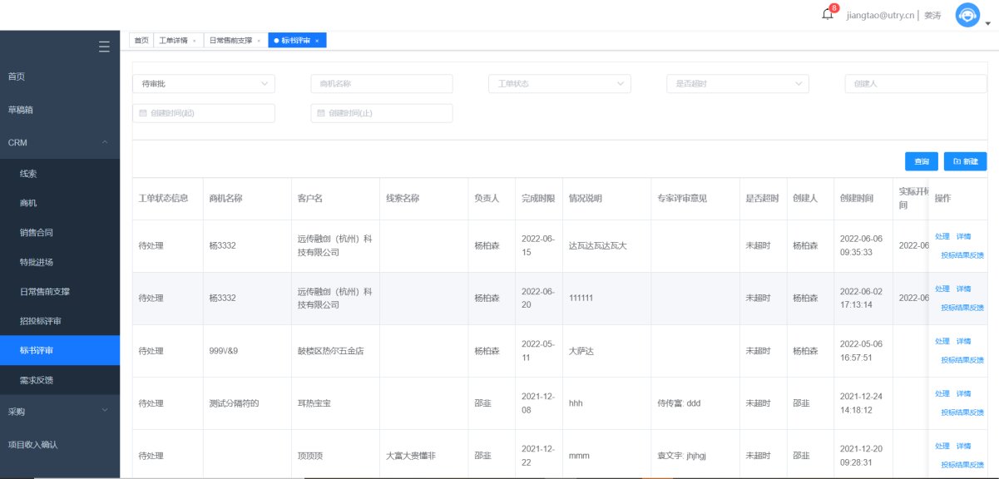 8
jiangtao@utry.cn | 姜涛
首页 工单详情 × 日常售前支撑 × 标书评审 ×
首页
草稿箱
CRM
线索
商机
销售合同
特批进场
日常售前支撑
招投标评审
标书评审
需求反馈
采购
项目收入确认
待审批 商机名称 工单状态 是否超时 创建人
创建时间(起) 创建时间(止)
查询 新建
工单状态信息 商机名称 客户名 线索名称 负责人 完成时限 情况说明 专家评审意见 是否超时 创建人 创建时间 实际开标
间 操作
待处理 杨3332 远传融创（杭州）科
技有限公司 杨柏森 2022-06-
15 达瓦达瓦达瓦大 未超时 杨柏森 2022-06-06
09:35:33 2022-06 处理 详情
投标结果反馈
待处理 杨3332 远传融创（杭州）科
技有限公司 杨柏森 2022-06-
20 111111 未超时 杨柏森 2022-06-02
17:13:14 2022-06 处理 详情
投标结果反馈
待处理 999V&9 鼓楼区热尔五金店 杨柏森 2022-05-
11 大萨达 未超时 杨柏森 2022-05-06
16:57:51 处理 详情
投标结果反馈
待处理 测试分隔符的 耳热宝宝 邵韭 2021-12-
08 hhh 侍传富: ddd 未超时 邵韭 2021-12-24
14:18:12 处理 详情
投标结果反馈
待处理 顶顶顶 大富大贵懂非 邵韭 2021-12-
22 mmm 袁文宇: jhjhgj 未超时 邵韭 2021-12-20
09:28:31 处理 详情
投标结果反馈